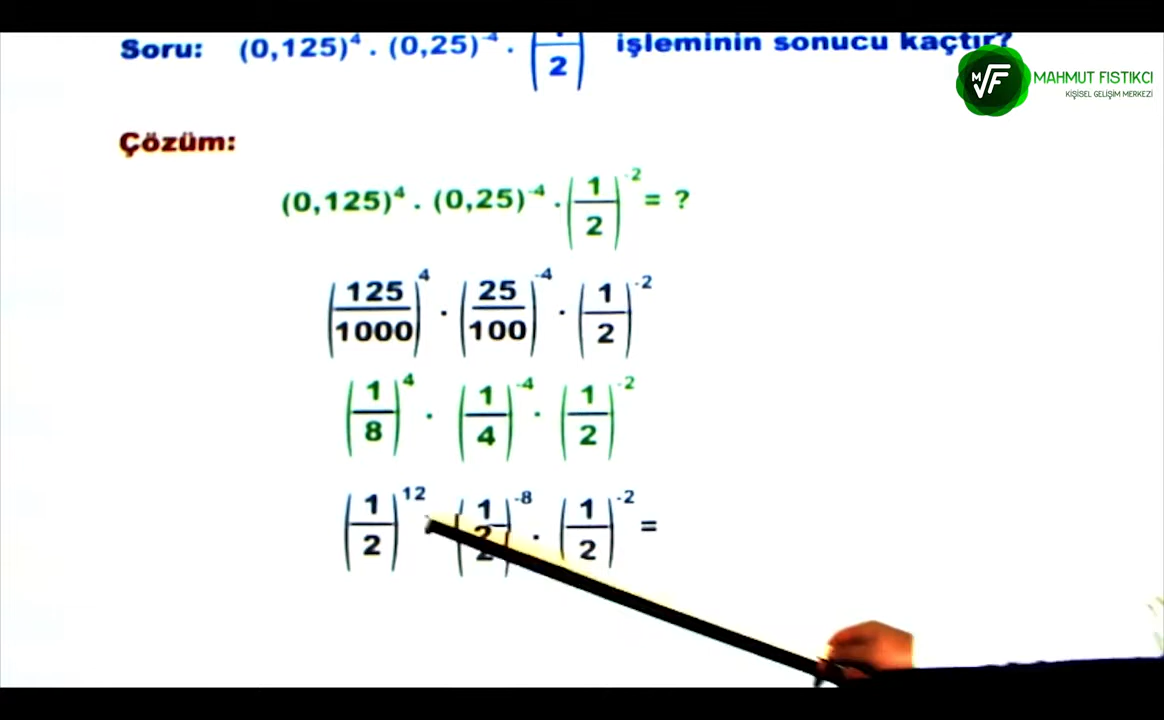 Soru: (0,125)⁴ . (0,25)⁻⁴ . (1/2) işleminin sonucu kaçtır?
MAHMUT FISTIKCI
KİŞİSEL GELİŞİM MERKEZİ
Çözüm:
(0,125)⁴ . (0,25)⁻⁴ . (1/2)⁻² = ?
(125/1000)⁴ . (25/100)⁻⁴ . (1/2)⁻²
(1/8)⁴ . (1/4)⁻⁴ . (1/2)⁻²
(1/2)¹² (1/2)⁻⁸ . (1/2)⁻² =